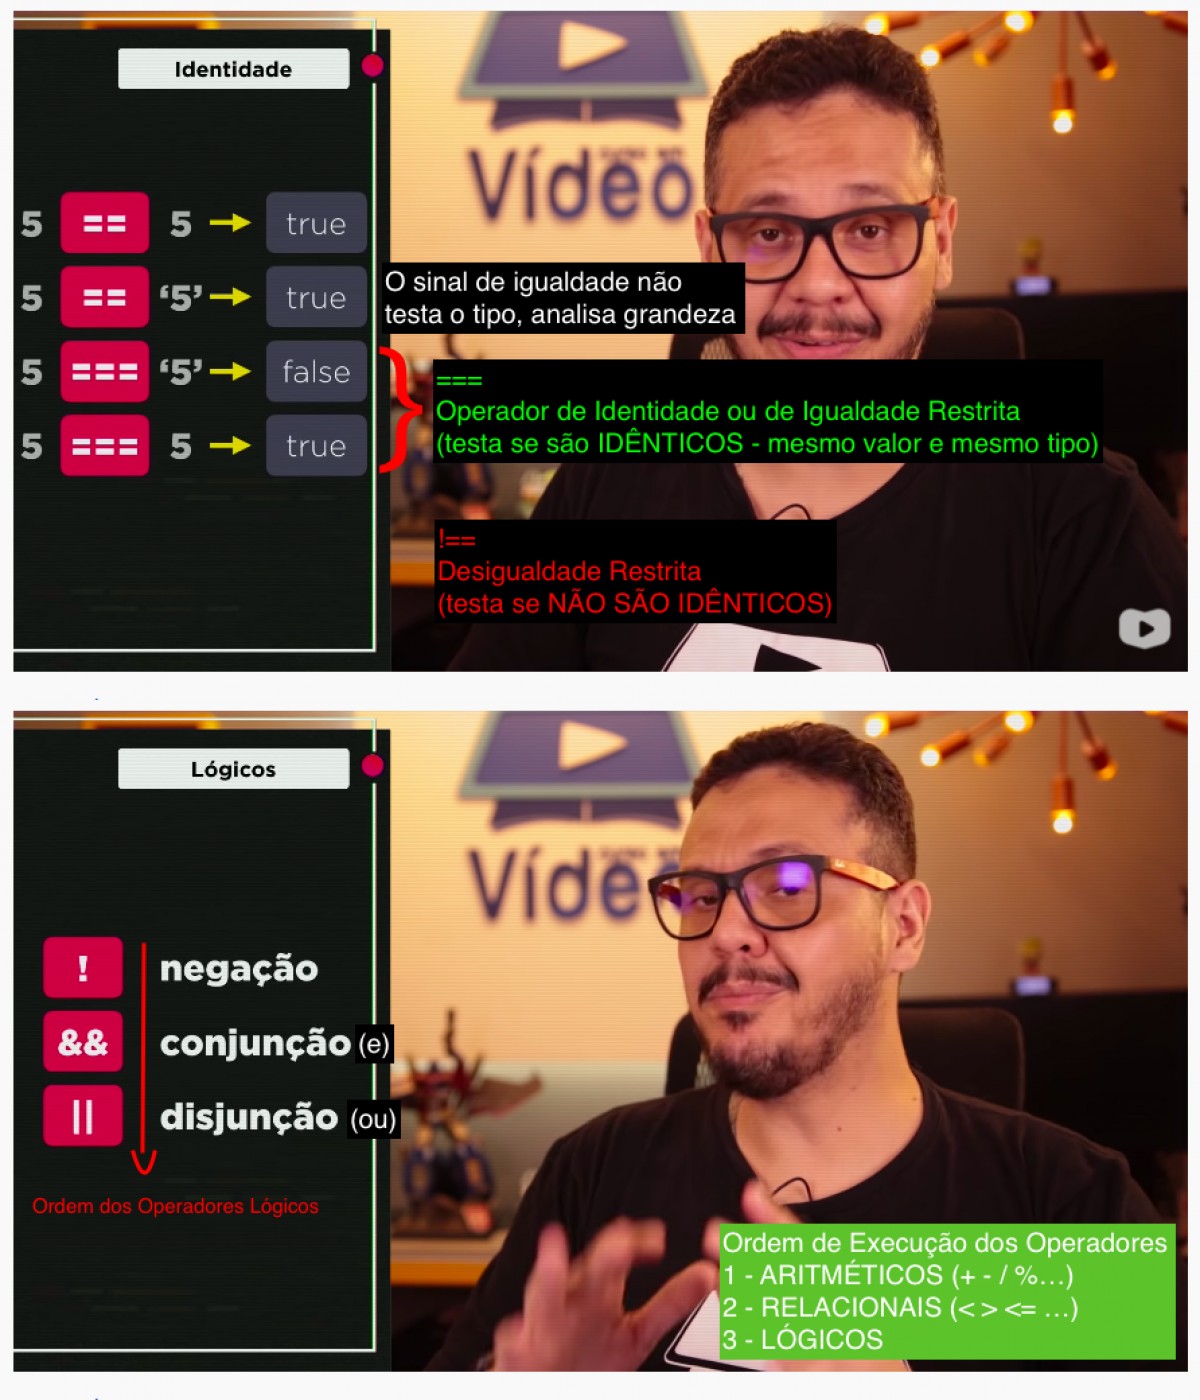 Identidade
Vídeo
5 == 5 → true
5 == ‘5’ → true
O sinal de igualdade não
testa o tipo, analisa grandeza
5 === ‘5’ → false
5 === 5 → true
===
Operador de Identidade ou de Igualdade Restrita
(testa se são IDÊNTICOS - mesmo valor e mesmo tipo)
!==
Desigualdade Restrita
(testa se NÃO SÃO IDÊNTICOS)
Lógicos
Víde
! negação
&& conjunção (e)
|| disjunção (ou)
Ordem dos Operadores Lógicos
Ordem de Execução dos Operadores
1 - ARITMÉTICOS (+ - / %...)
2 - RELACIONAIS (< > <= ...)
3 - LÓGICOS